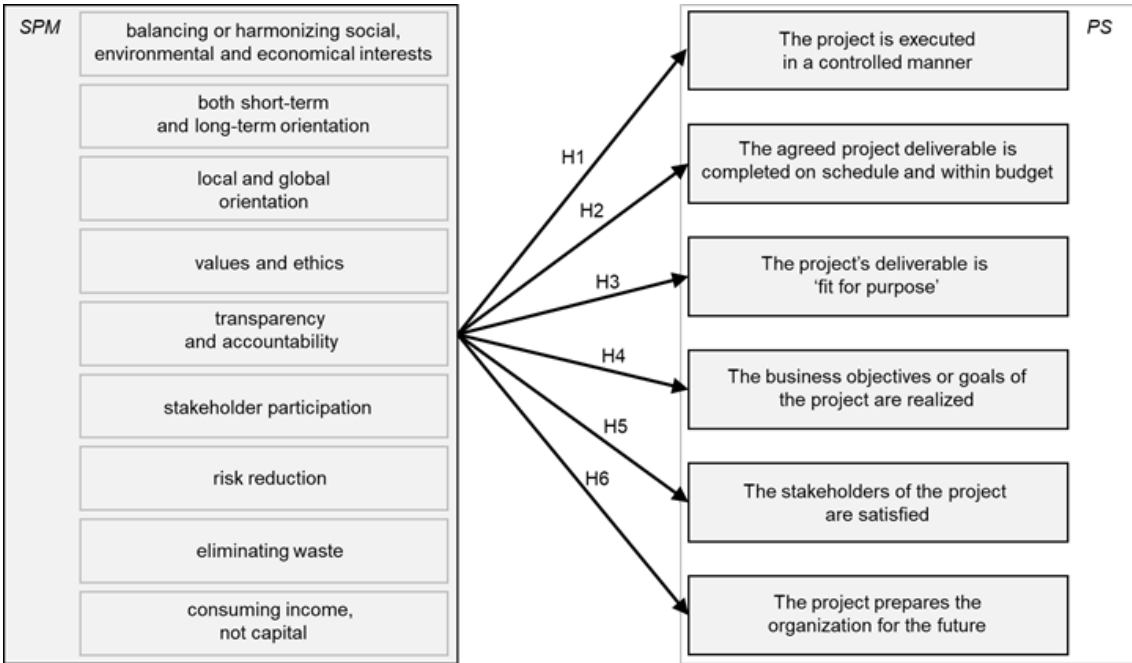 SPM
balancing or harmonizing social,
environmental and economical interests
both short-term
and long-term orientation
local and global
orientation
values and ethics
transparency
and accountability
stakeholder participation
risk reduction
eliminating waste
consuming income,
not capital
H1
H2
H3
H4
H5
H6
PS
The project is executed
in a controlled manner
The agreed project deliverable is
completed on schedule and within budget
The project's deliverable is
‘fit for purpose’
The business objectives or goals of
the project are realized
The stakeholders of the project
are satisfied
The project prepares the
organization for the future